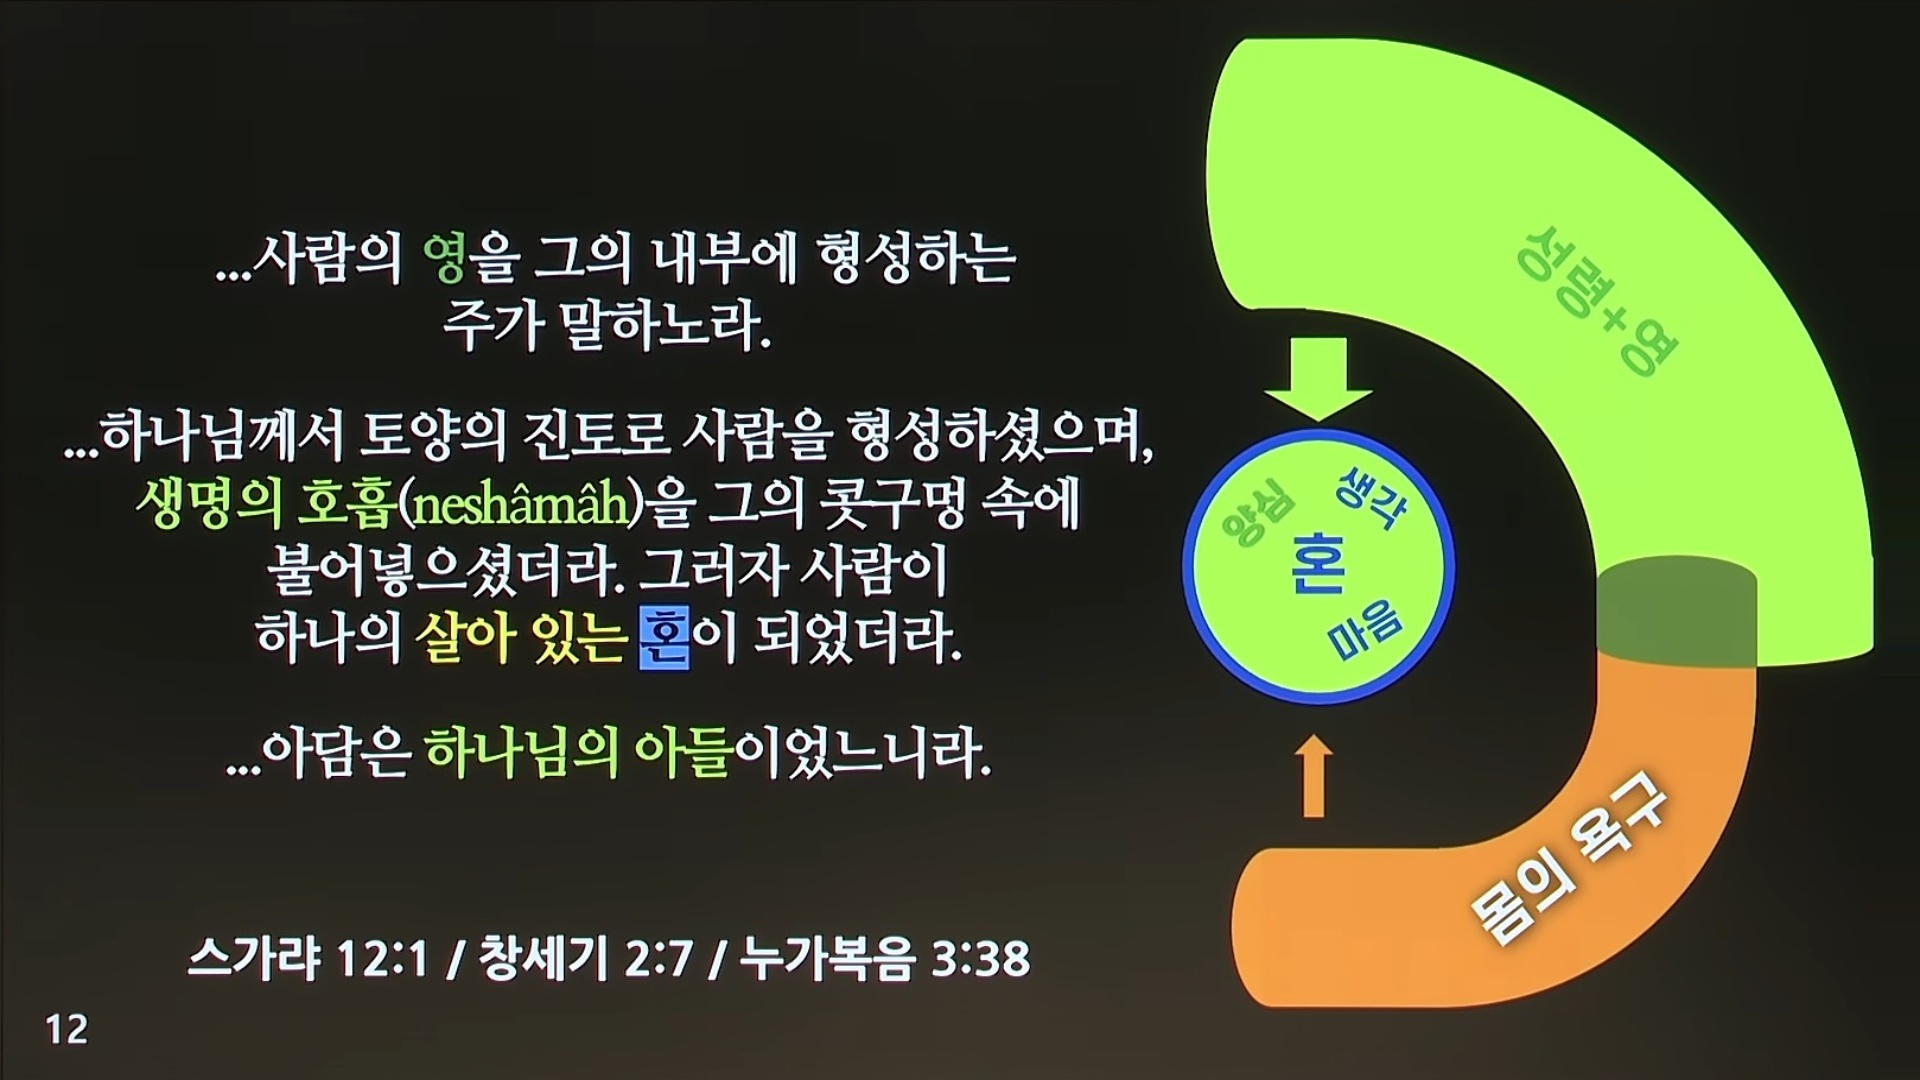 ...사람의 영을 그의 내부에 형성하는
주가 말하노라.
...하나님께서 토양의 진토로 사람을 형성하셨으며,
생명의 호흡(neshâmâh)을 그의 콧구멍 속에
불어넣으셨더라. 그러자 사람이
하나의 살아 있는 혼이 되었더라.
...아담은 하나님의 아들이었느니라.
스가랴 12:1 / 창세기 2:7 / 누가복음 3:38
12
성령+영
양심
생각
혼
마음
몸의 욕구